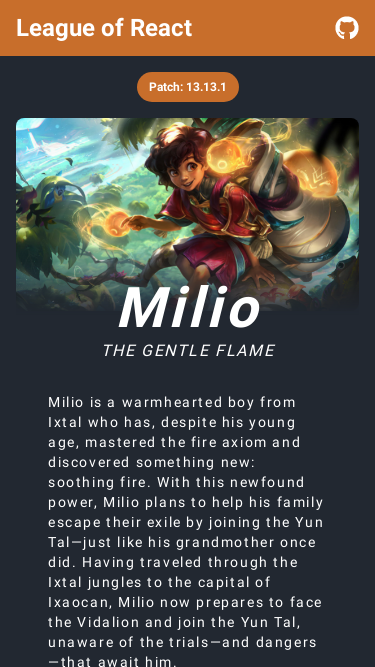 League of React
Patch: 13.13.1
Milio
THE GENTLE FLAME
Milio is a warmhearted boy from
Ixtal who has, despite his young
age, mastered the fire axiom and
discovered something new:
soothing fire. With this newfound
power, Milio plans to help his family
escape their exile by joining the Yun
Tal—just like his grandmother once
did. Having traveled through the
Ixtal jungles to the capital of
Ixaocan, Milio now prepares to face
the Vidalion and join the Yun Tal,
unaware of the trials—and dangers
—that await him.